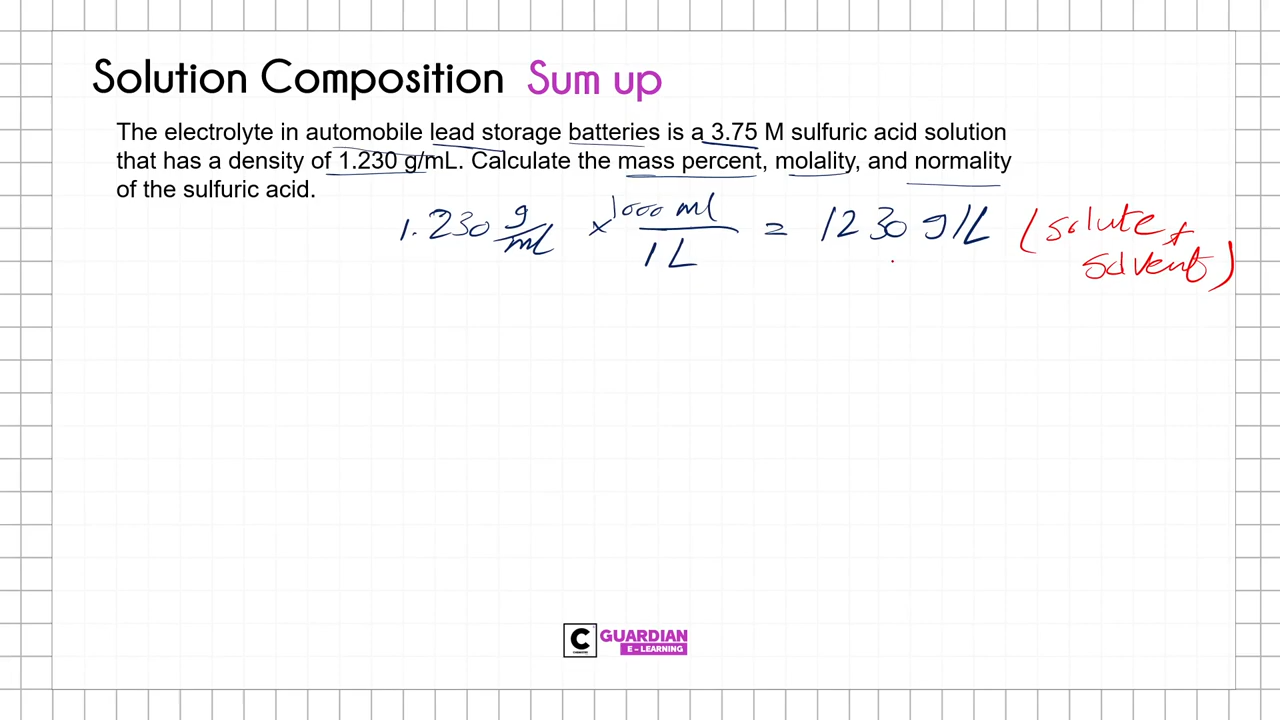 Solution Composition Sum up
The electrolyte in automobile lead storage batteries is a 3.75 M sulfuric acid solution
that has a density of 1.230 g/mL. Calculate the mass percent, molality, and normality
of the sulfuric acid.
1.230 g/ml × 1000 ml/1 L = 1230 g/L (solute +
solvent)
C GUARDIAN
E - LEARNING